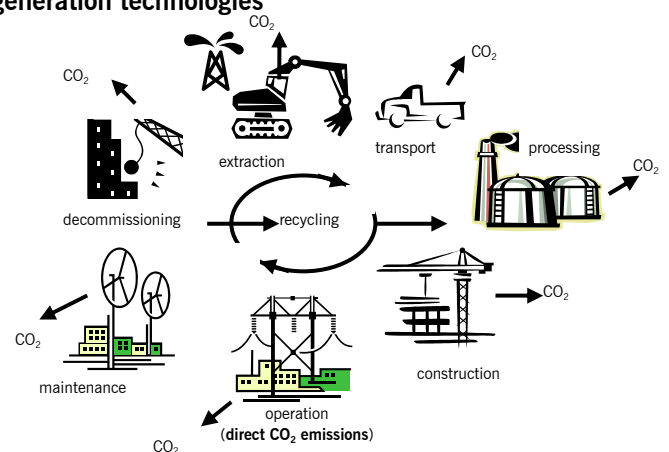 generation technologies
CO₂
CO₂
CO₂
extraction
transport
processing
CO₂
decommissioning
recycling
CO₂
CO₂
maintenance
construction
operation
(direct CO₂ emissions)
CO₂